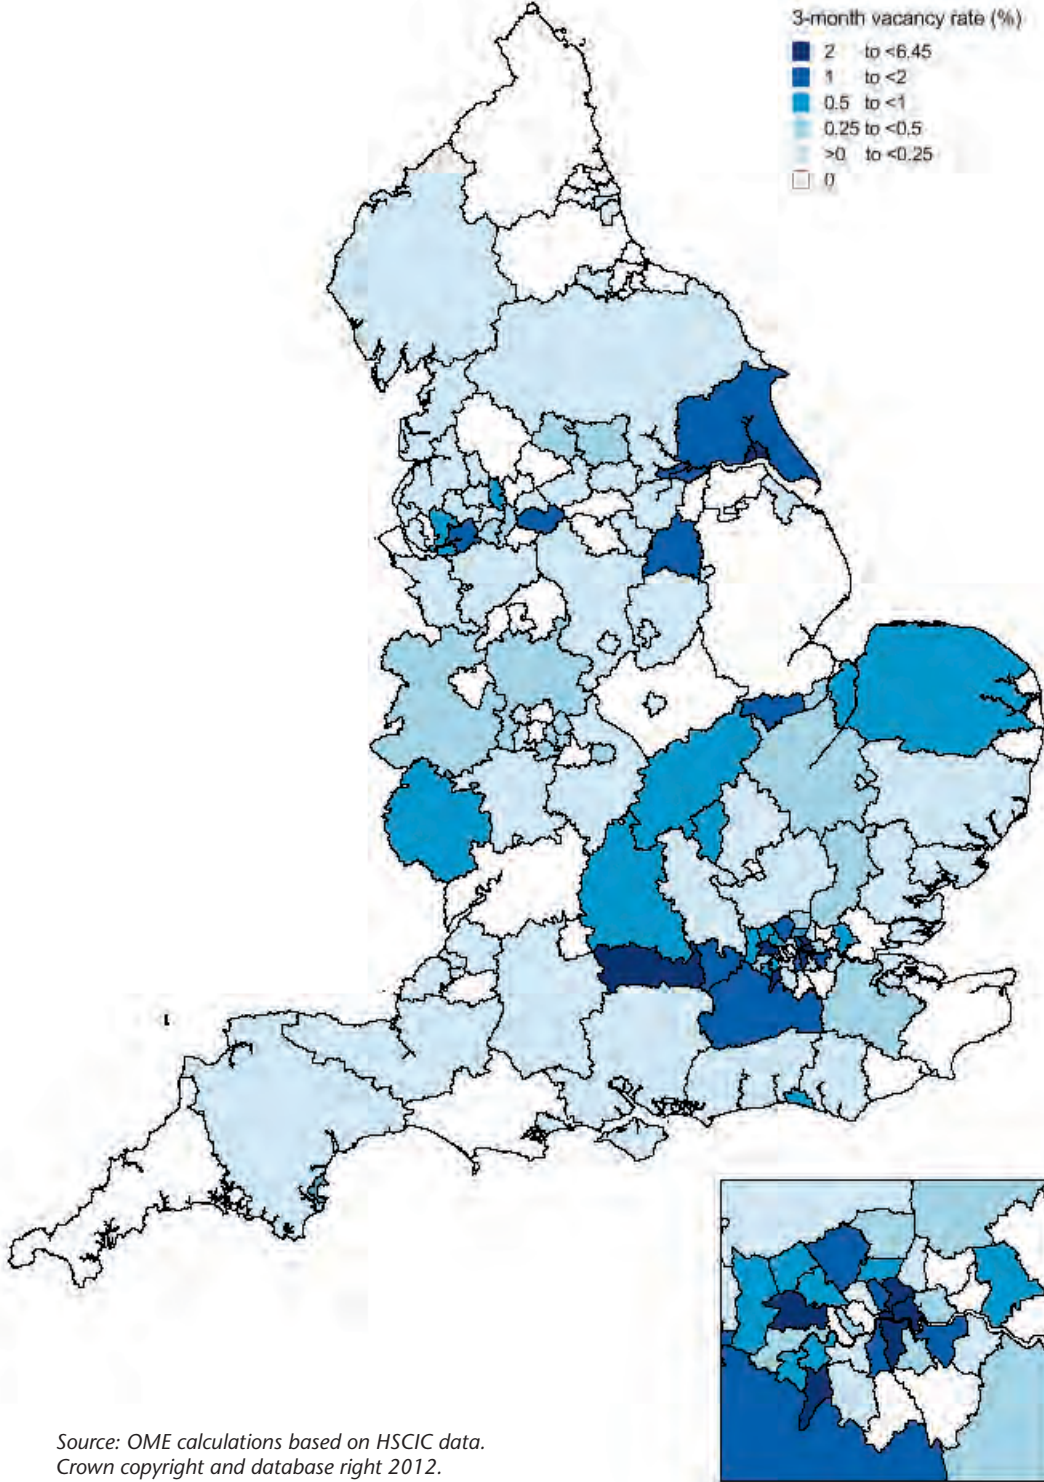 3-month vacancy rate (%)
2 to <6.45
1 to <2
0.5 to <1
0.25 to <0.5
>0 to <0.25
0
Source: OME calculations based on HSCIC data.
Crown copyright and database right 2012.